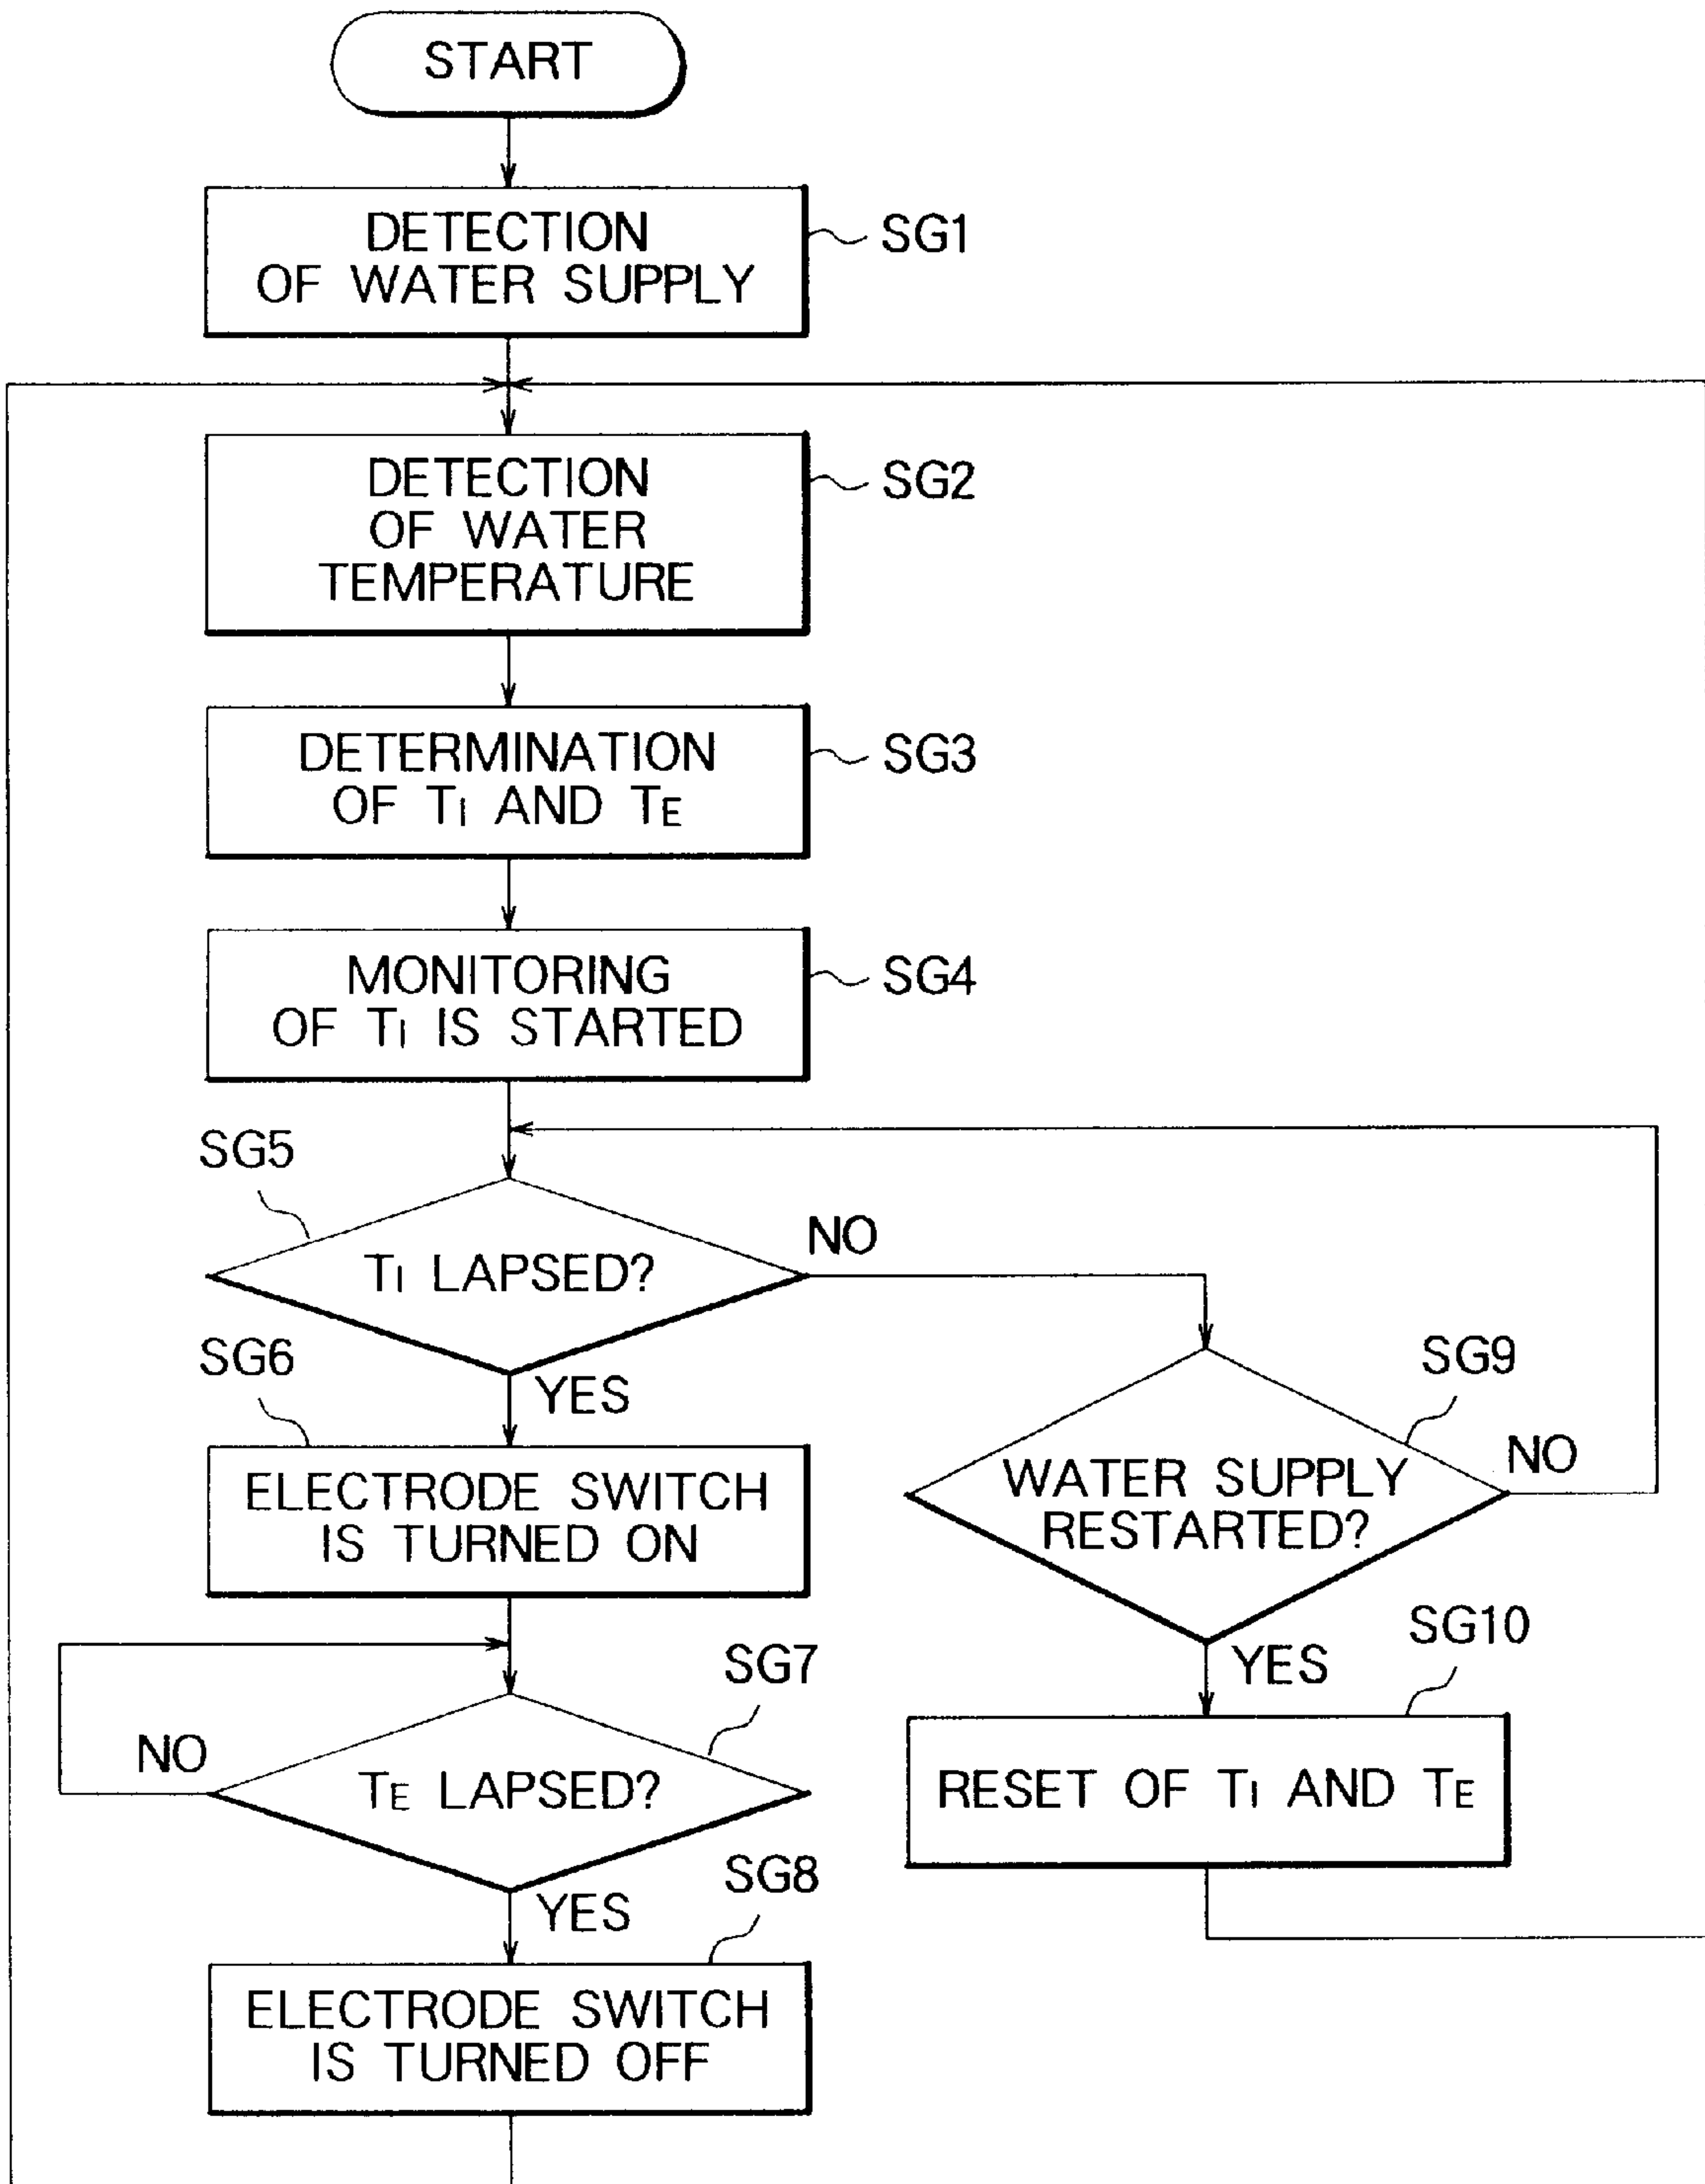 START
DETECTION
OF WATER SUPPLY
SG1
DETECTION
OF WATER
TEMPERATURE
SG2
DETERMINATION
OF TI AND TE
SG3
MONITORING
OF TI IS STARTED
SG4
SG5
TI LAPSED?
NO
YES
SG6
ELECTRODE SWITCH
IS TURNED ON
SG9
WATER SUPPLY
RESTARTED?
NO
YES
SG7
TE LAPSED?
NO
YES
SG10
RESET OF TI AND TE
SG8
ELECTRODE SWITCH
IS TURNED OFF